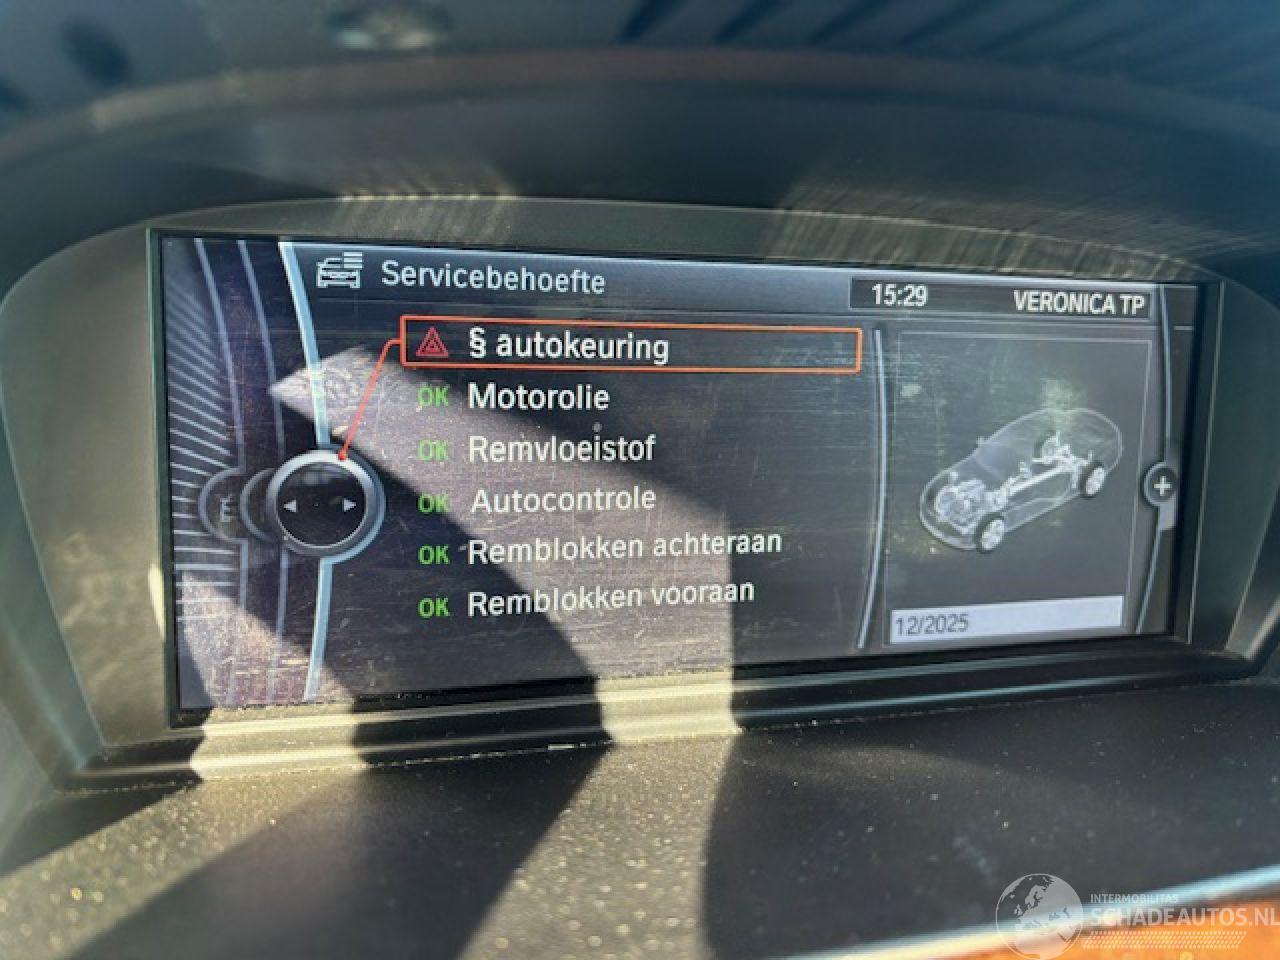 Servicebehoefte
15:29 VERONICA TP
§ autokeuring
OK Motorolie
OK Remvloeistof
OK Autocontrole
OK Remblokken achteraan
OK Remblokken vooraan
+
12/2025
INTERMOBILITAS
SCHADEAUTOS.NL